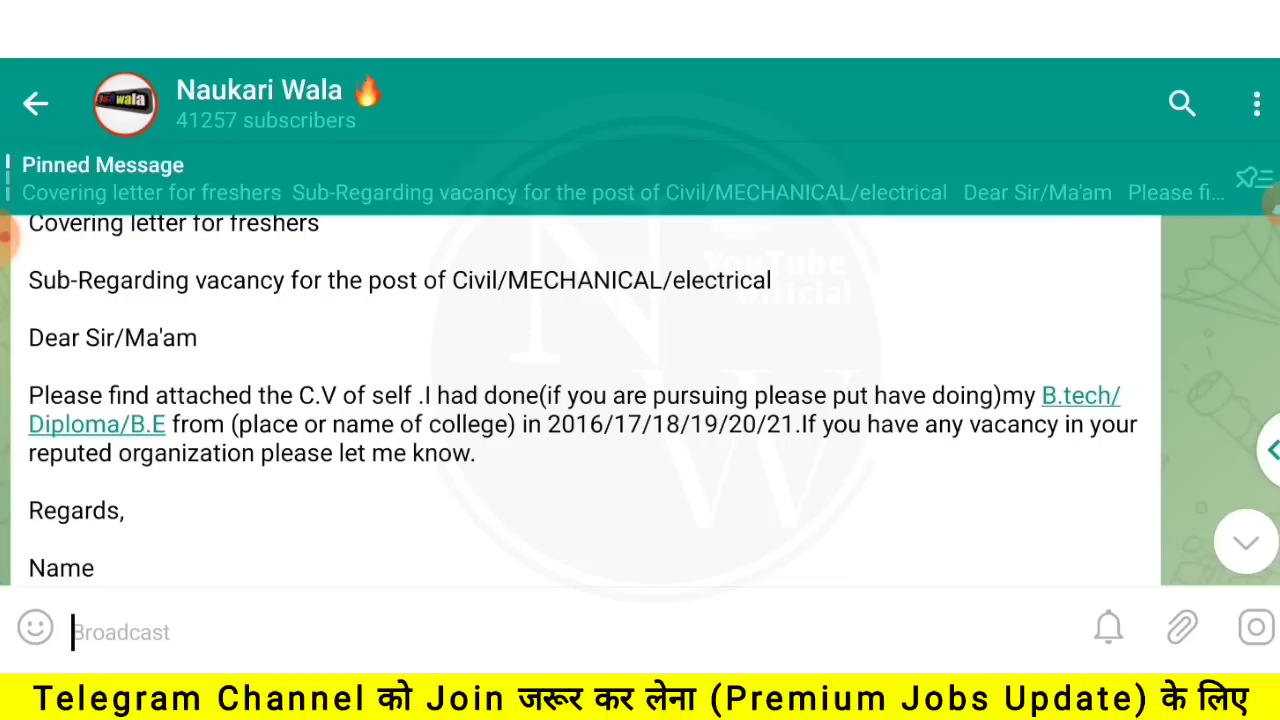 Naukari Wala 🔥
41257 subscribers
Pinned Message
Covering letter for freshers Sub-Regarding vacancy for the post of Civil/MECHANICAL/electrical Dear Sir/Ma'am Please fi...
Covering letter for freshers
Sub-Regarding vacancy for the post of Civil/MECHANICAL/electrical
Dear Sir/Ma'am
Please find attached the C.V of self .I had done(if you are pursuing please put have doing)my B.tech/
Diploma/B.E from (place or name of college) in 2016/17/18/19/20/21.If you have any vacancy in your
reputed organization please let me know.
Regards,
Name
Broadcast
YouTube
Official
N
W
Telegram Channel को Join जरूर कर लेना (Premium Jobs Update) के लिए